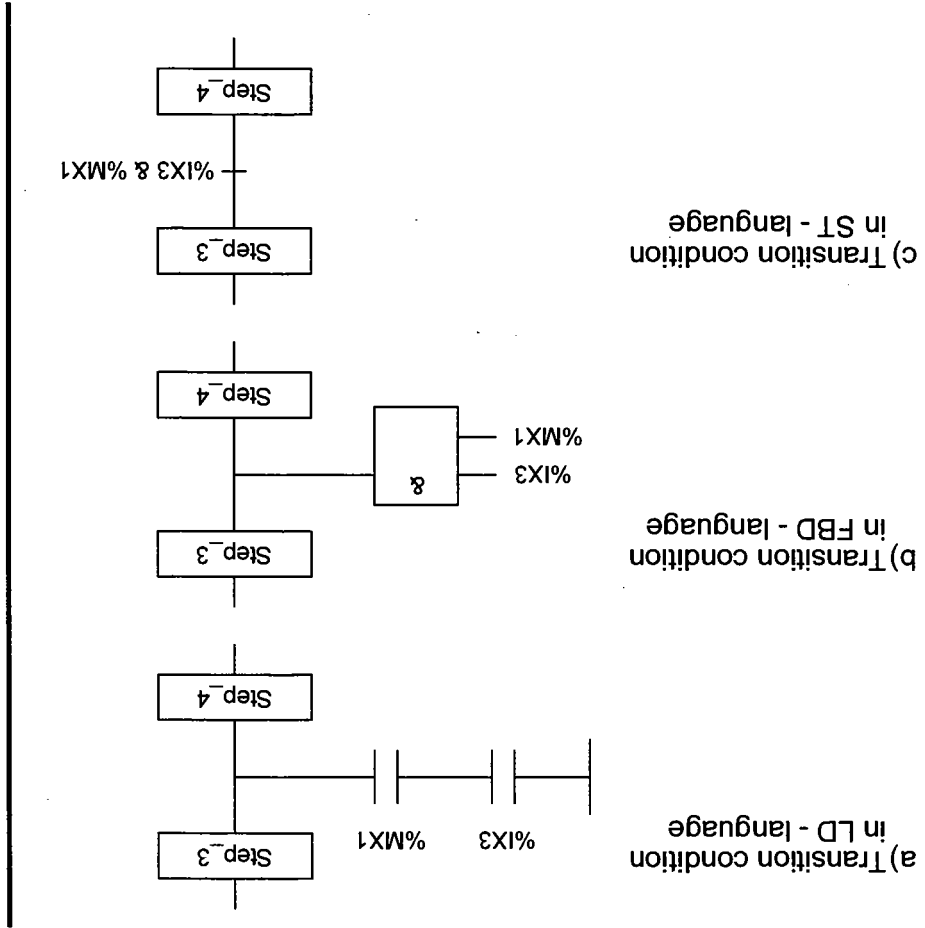 a) Transition condition
in LD - language
%IX3
%MX1
Step_3
Step_4
b) Transition condition
in FBD - language
%IX3
%MX1
&
Step_3
Step_4
c) Transition condition
in ST - language
Step_3
%IX3 & %MX1
Step_4